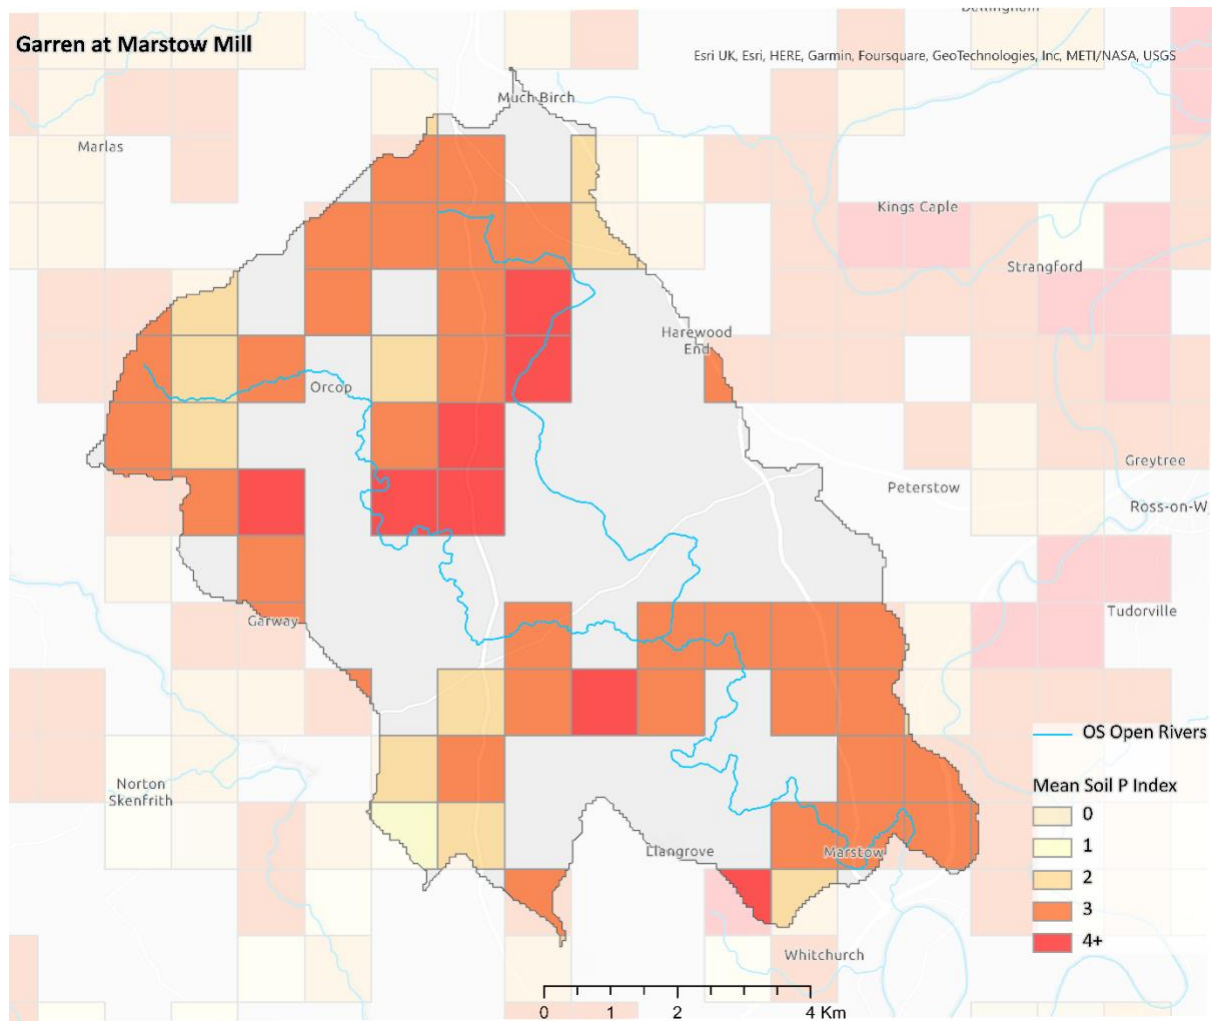 Dellingham
Garren at Marstow Mill
Esri UK, Esri, HERE, Garmin, Foursquare, GeoTechnologies, Inc, METI/NASA, USGS
Much Birch
Marlas
Kings Caple
Strangford
Harewood
End
Orcop
Greytree
Peterstow
Ross-on-W
Tudorville
Garway
OS Open Rivers
Norton
Skenfrith
Mean Soil P Index
0
1
2
3
4+
Llangrove
Marstow
Whitchurch
0 1 2 4 Km